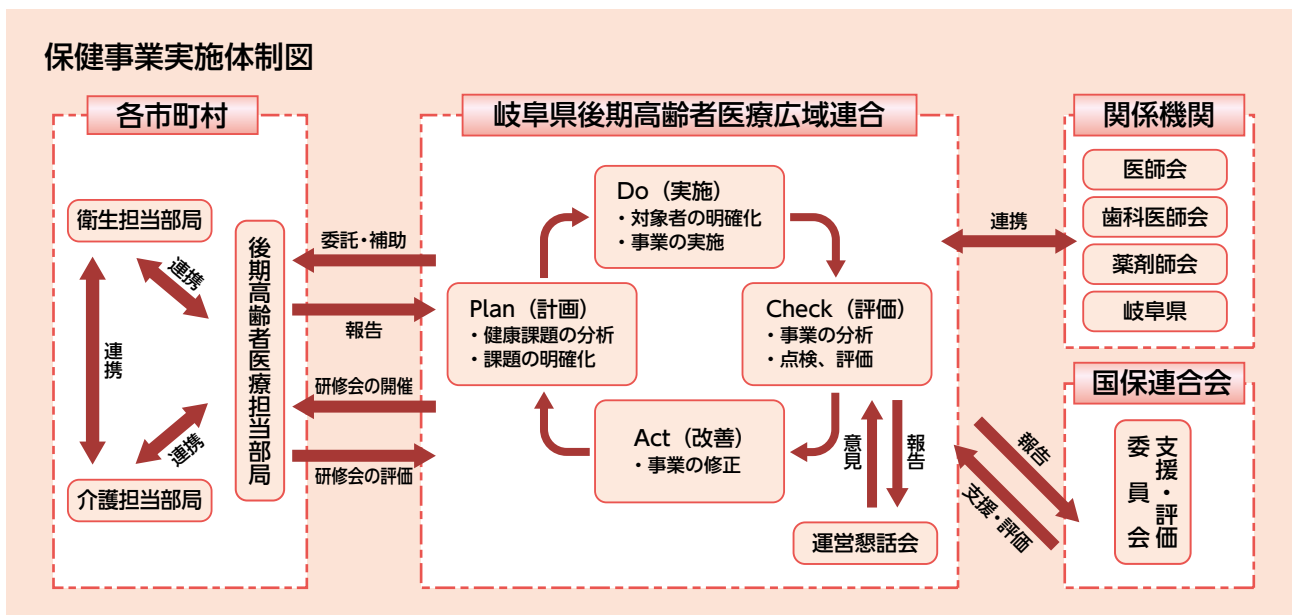 保健事業実施体制図
各市町村
衛生担当部局
連携
連携
連携
介護担当部局
後期高齢者医療担当部局
委託・補助
報告
研修会の開催
研修会の評価
岐阜県後期高齢者医療広域連合
Do（実施）
・対象者の明確化
・事業の実施
Plan（計画）
・健康課題の分析
・課題の明確化
Check（評価）
・事業の分析
・点検、評価
Act（改善）
・事業の修正
意見
報告
運営懇話会
連携
関係機関
医師会
歯科医師会
薬剤師会
岐阜県
報告
支援・評価
国保連合会
支援・評価
委員会